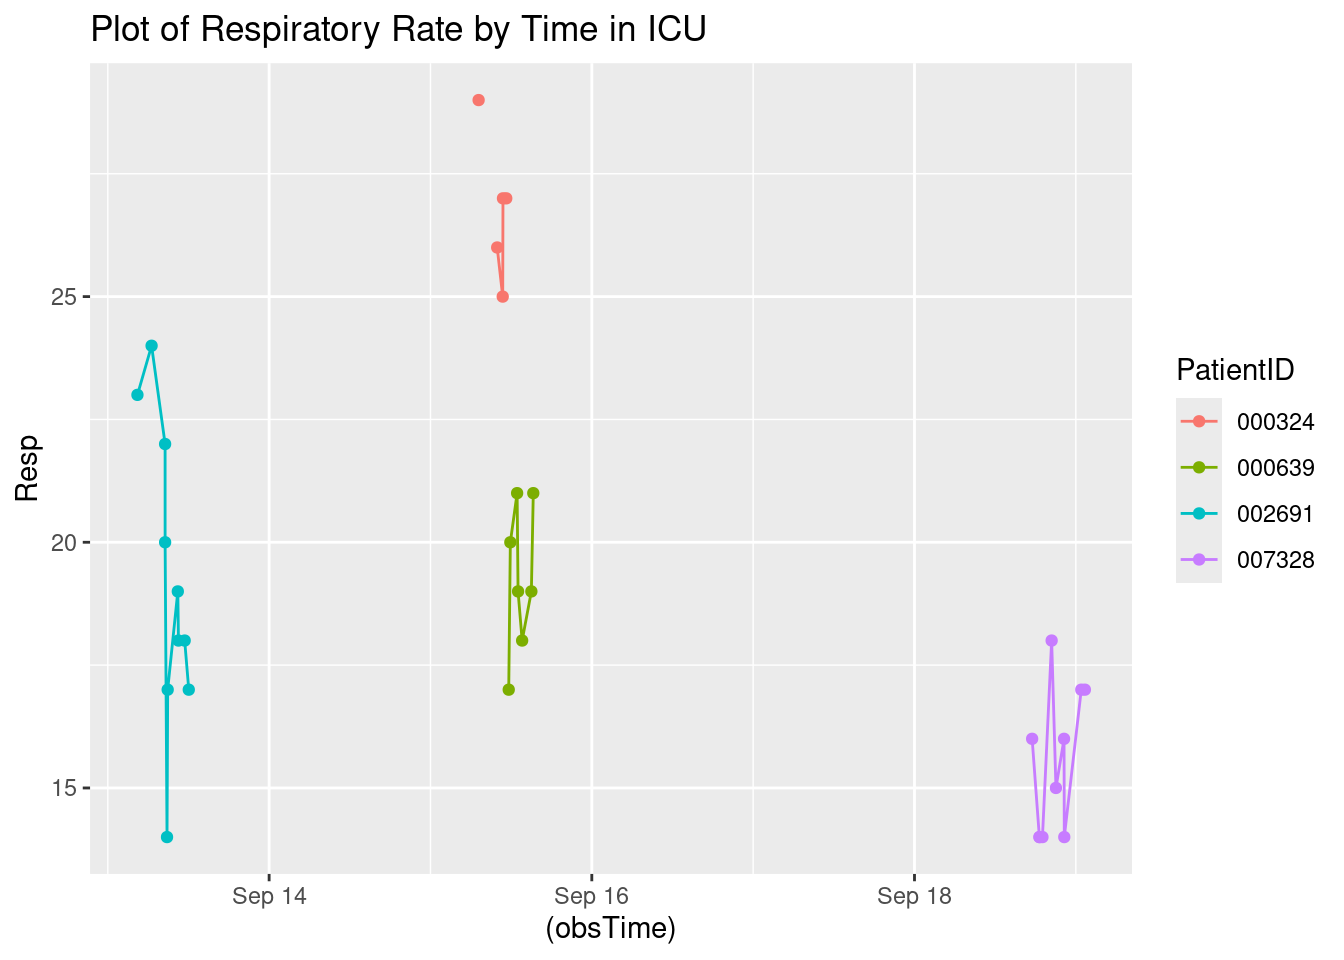 Plot of Respiratory Rate by Time in ICU
Resp
25
20
15
Sep 14
Sep 16
Sep 18
(obsTime)
PatientID
000324
000639
002691
007328